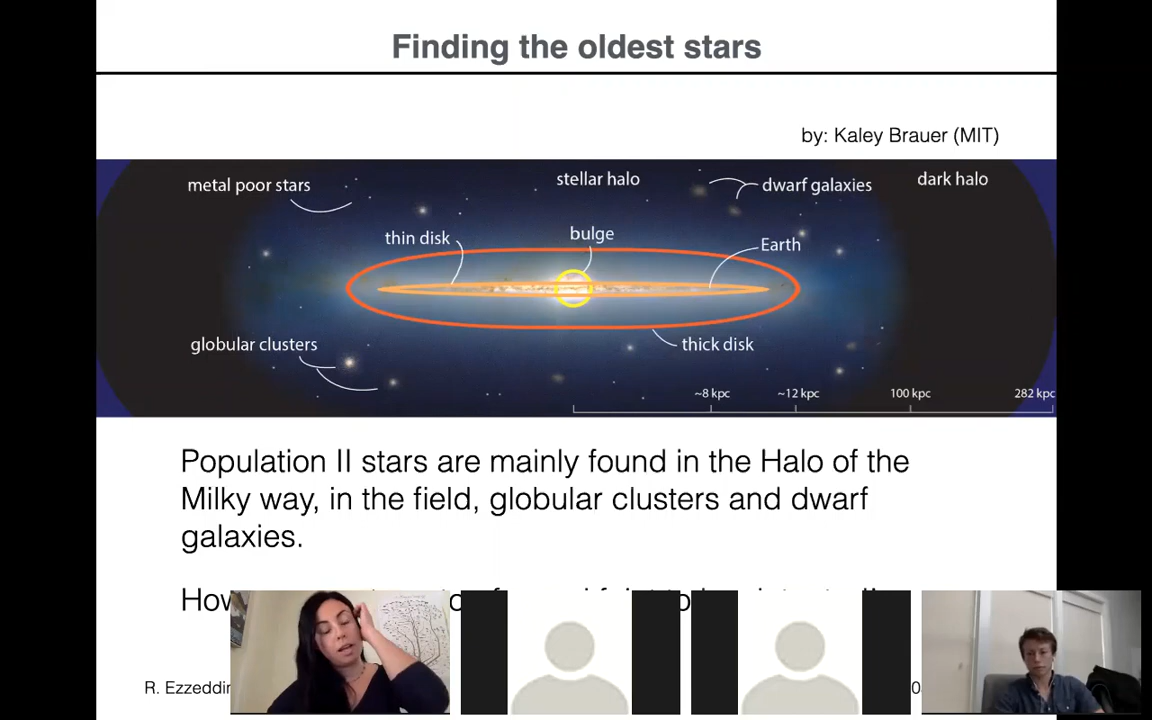 Finding the oldest stars
by: Kaley Brauer (MIT)
metal poor stars
stellar halo
dwarf galaxies
dark halo
thin disk
bulge
Earth
globular clusters
thick disk
~8 kpc
~12 kpc
100 kpc
282 kpc
Population II stars are mainly found in the Halo of the
Milky way, in the field, globular clusters and dwarf
galaxies.
R.